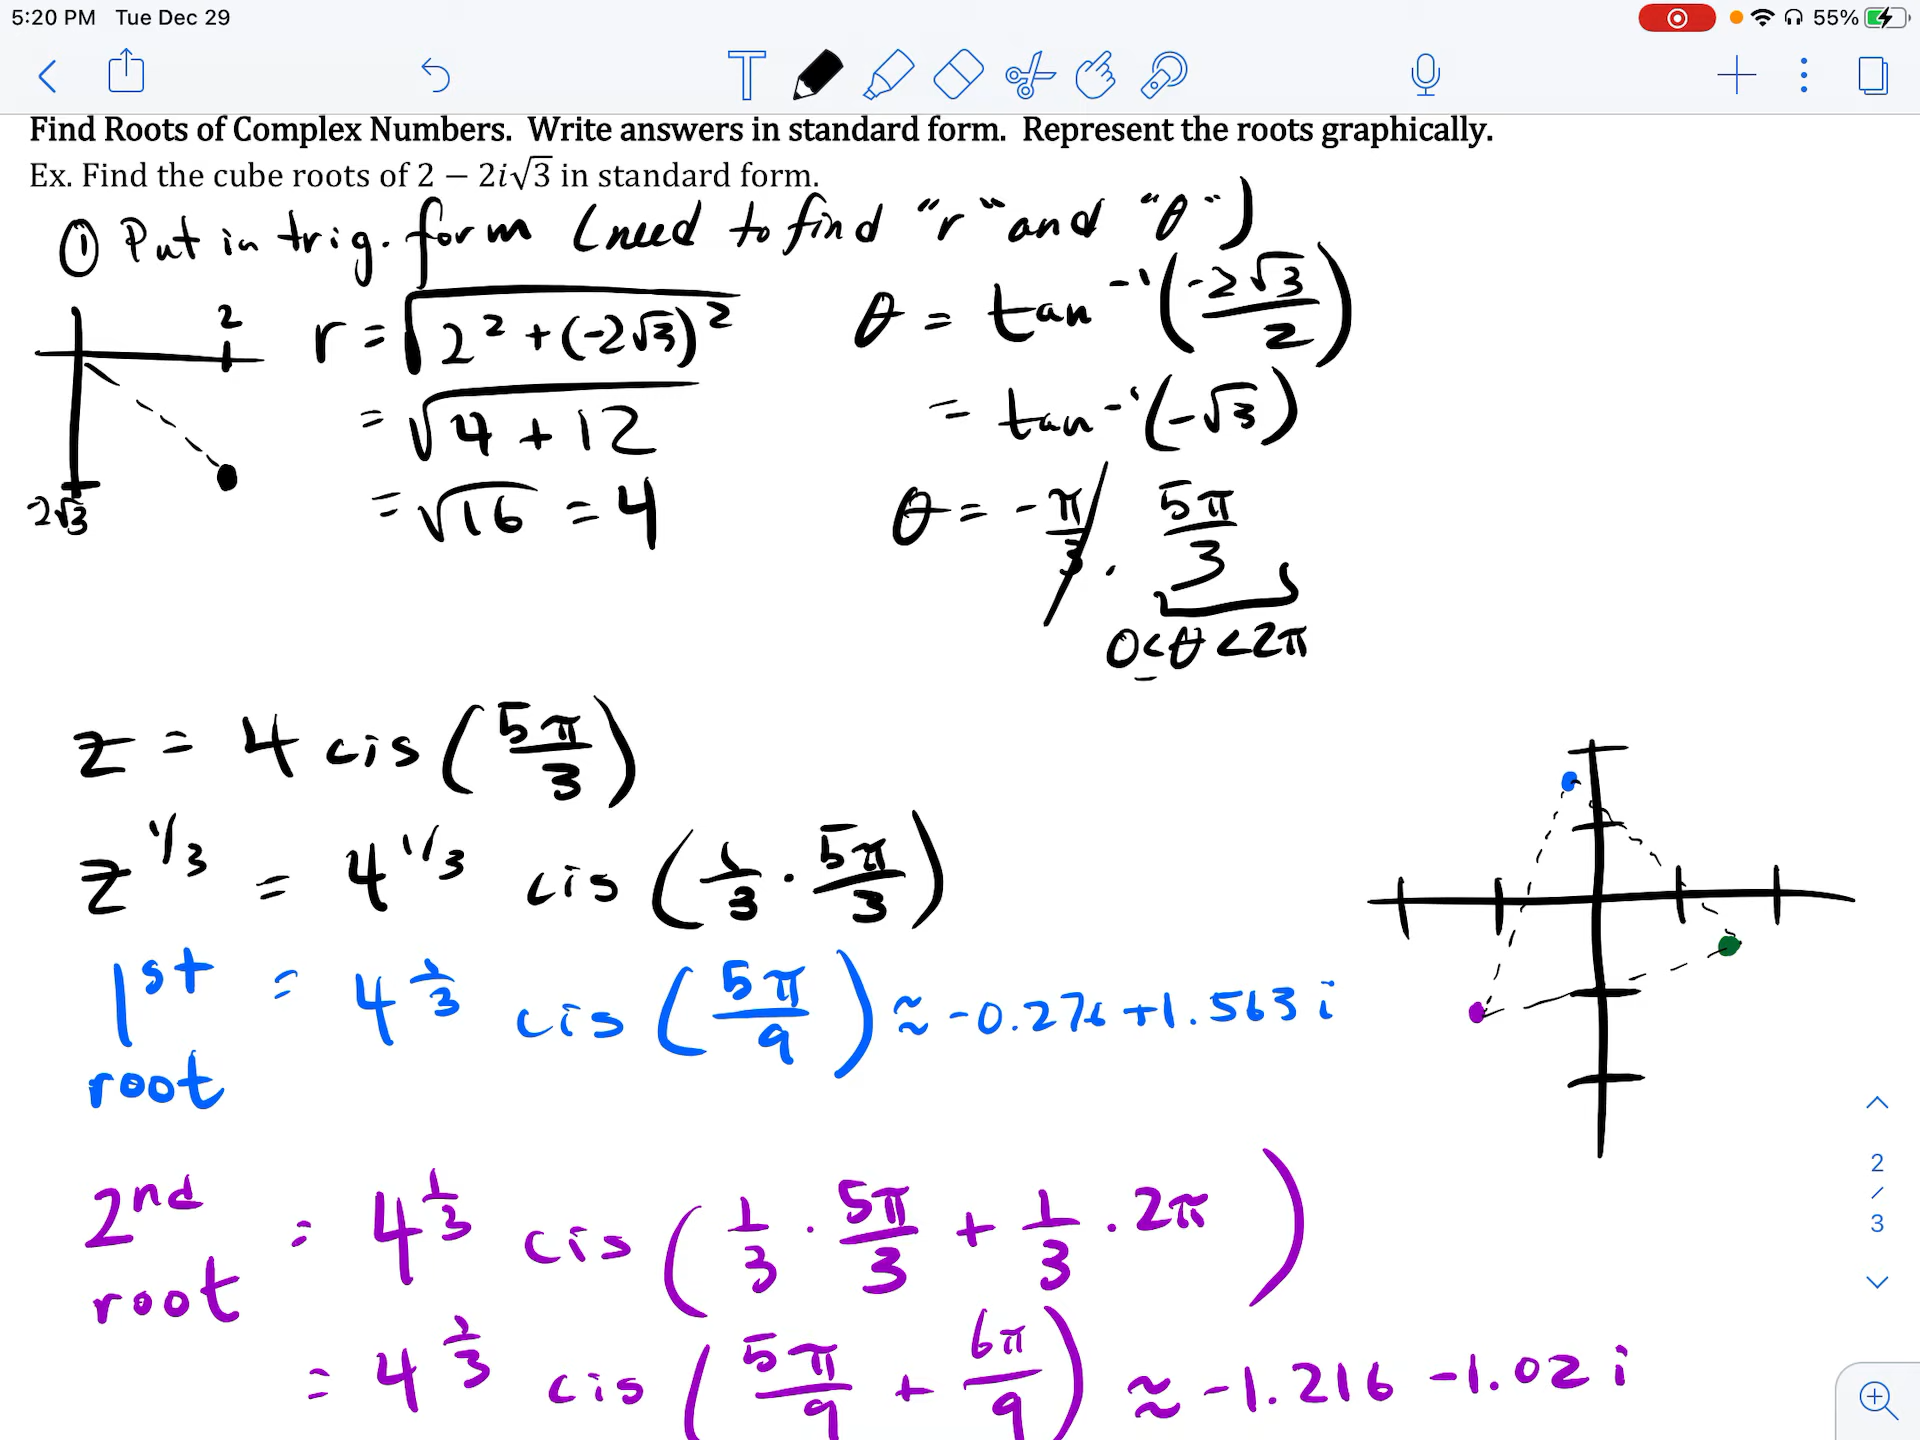 5:20 PM Tue Dec 29
55%
Find Roots of Complex Numbers. Write answers in standard form. Represent the roots graphically.
Ex. Find the cube roots of 2 − 2i√3 in standard form.
① Put in trig. form (need to find "r" and "θ")
2
2√3
r = √(2² + (-2√3)²)
= √(4 + 12)
= √16 = 4
θ = tan⁻¹(-2√3/2)
= tan⁻¹(-√3)
θ = -π/3 . 5π/3
0 ≤ θ < 2π
z = 4 cis (5π/3)
z^1/3 = 4^1/3 cis (1/3 · 5π/3)
1st root = 4^1/3 cis (5π/9) ≈ -0.276 + 1.563 i
2nd root = 4^1/3 cis (1/3 · 5π/3 + 1/3 · 2π)
= 4^1/3 cis (5π/9 + 6π/9) ≈ -1.216 - 1.02 i
2 / 3